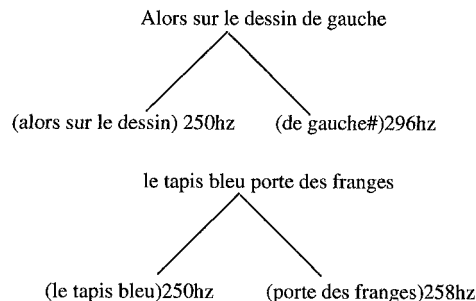 Alors sur le dessin de gauche
(alors sur le dessin) 250hz (de gauche#)296hz
le tapis bleu porte des franges
(le tapis bleu)250hz (porte des franges)258hz